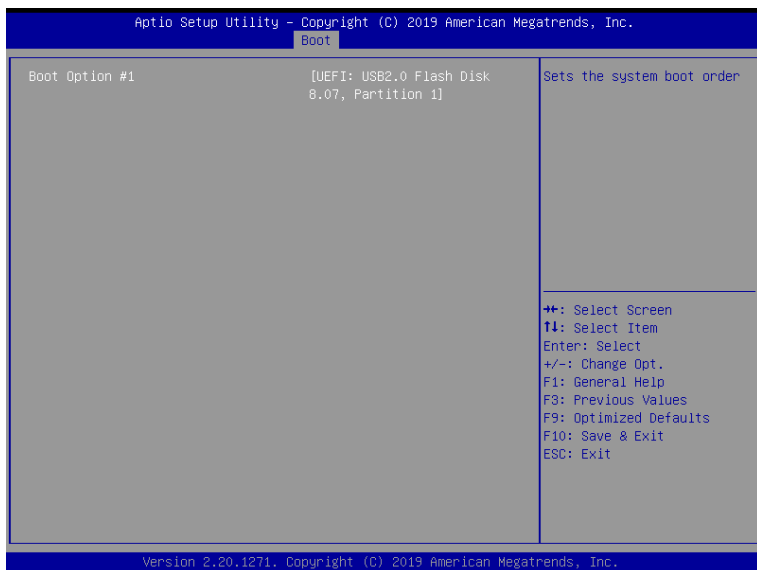 Aptio Setup Utility – Copyright (C) 2019 American Megatrends, Inc.
Boot
Boot Option #1 [UEFI: USB2.0 Flash Disk
8.07, Partition 1]
Sets the system boot order
→←: Select Screen
↑↓: Select Item
Enter: Select
+/-: Change Opt.
F1: General Help
F3: Previous Values
F9: Optimized Defaults
F10: Save & Exit
ESC: Exit
Version 2.20.1271. Copyright (C) 2019 American Megatrends, Inc.